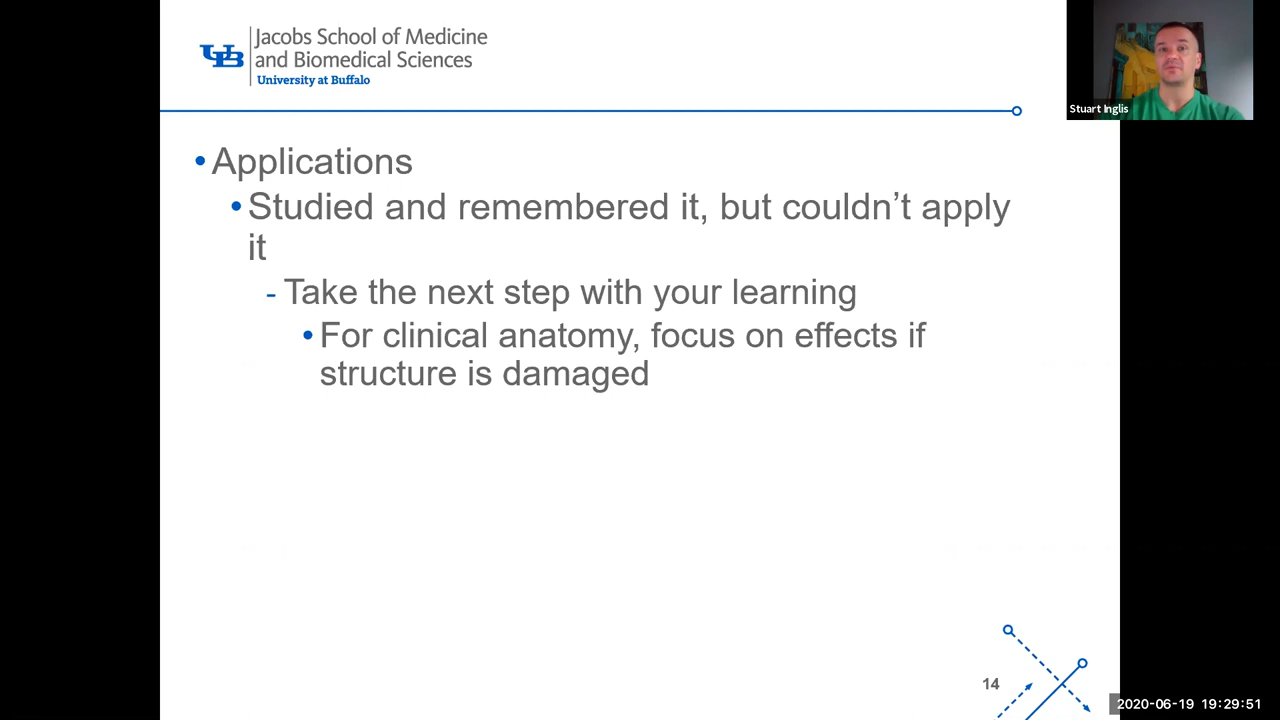 Jacobs School of Medicine
and Biomedical Sciences
University at Buffalo
Stuart Inglis
•Applications
•Studied and remembered it, but couldn’t apply
it
- Take the next step with your learning
•For clinical anatomy, focus on effects if
structure is damaged
14
2020-06-19 19:29:51